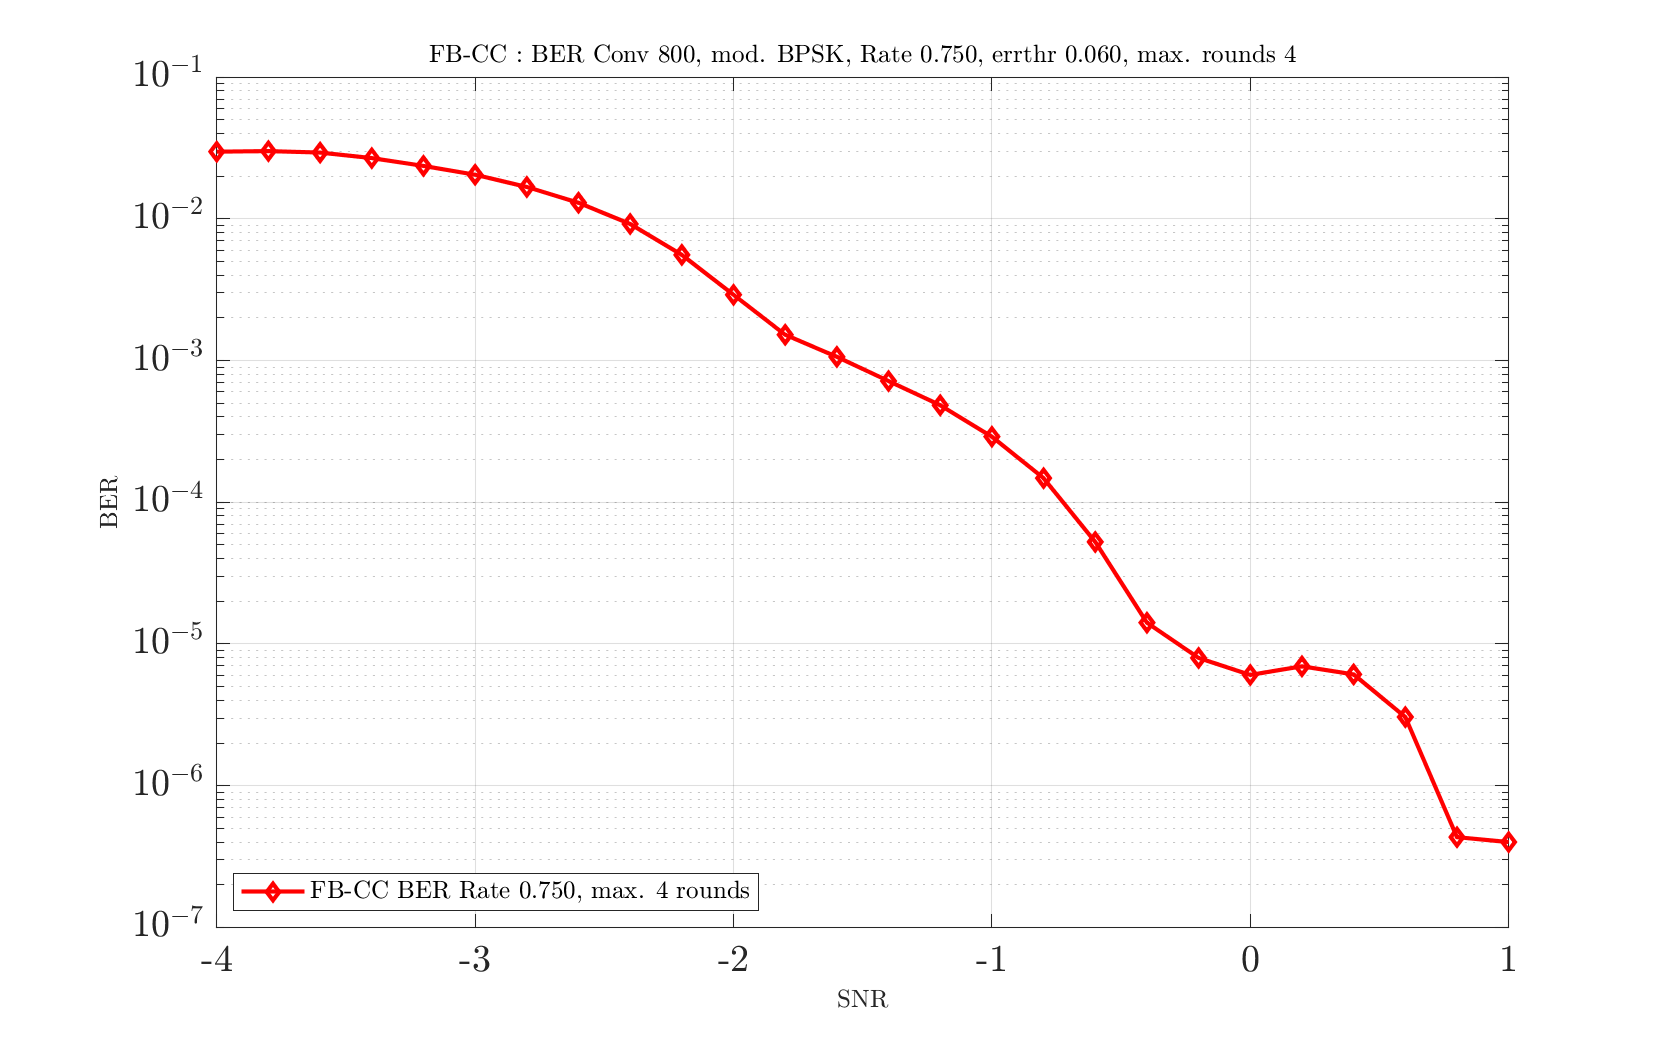 FB-CC : BER Conv 800, mod. BPSK, Rate 0.750, errthr 0.060, max. rounds 4
10⁻¹
10⁻²
10⁻³
10⁻⁴
10⁻⁵
10⁻⁶
10⁻⁷
BER
FB-CC BER Rate 0.750, max. 4 rounds
-4 -3 -2 -1 0 1
SNR